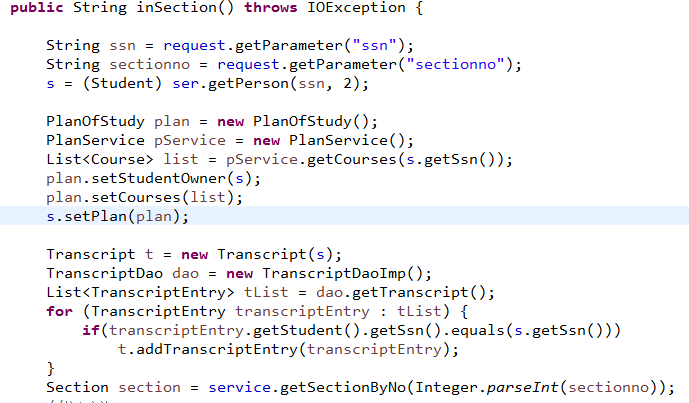 public String inSection() throws IOException {
String ssn = request.getParameter("ssn");
String sectionno = request.getParameter("sectionno");
s = (Student) ser.getPerson(ssn, 2);
PlanOfStudy plan = new PlanOfStudy();
PlanService pService = new PlanService();
List<Course> list = pService.getCourses(s.getSsn());
plan.setStudentOwner(s);
plan.setCourses(list);
s.setPlan(plan);
Transcript t = new Transcript(s);
TranscriptDao dao = new TranscriptDaoImp();
List<TranscriptEntry> tList = dao.getTranscript();
for (TranscriptEntry transcriptEntry : tList) {
if(transcriptEntry.getStudent().getSsn().equals(s.getSsn()))
t.addTranscriptEntry(transcriptEntry);
}
Section section = service.getSectionByNo(Integer.parseInt(sectionno));